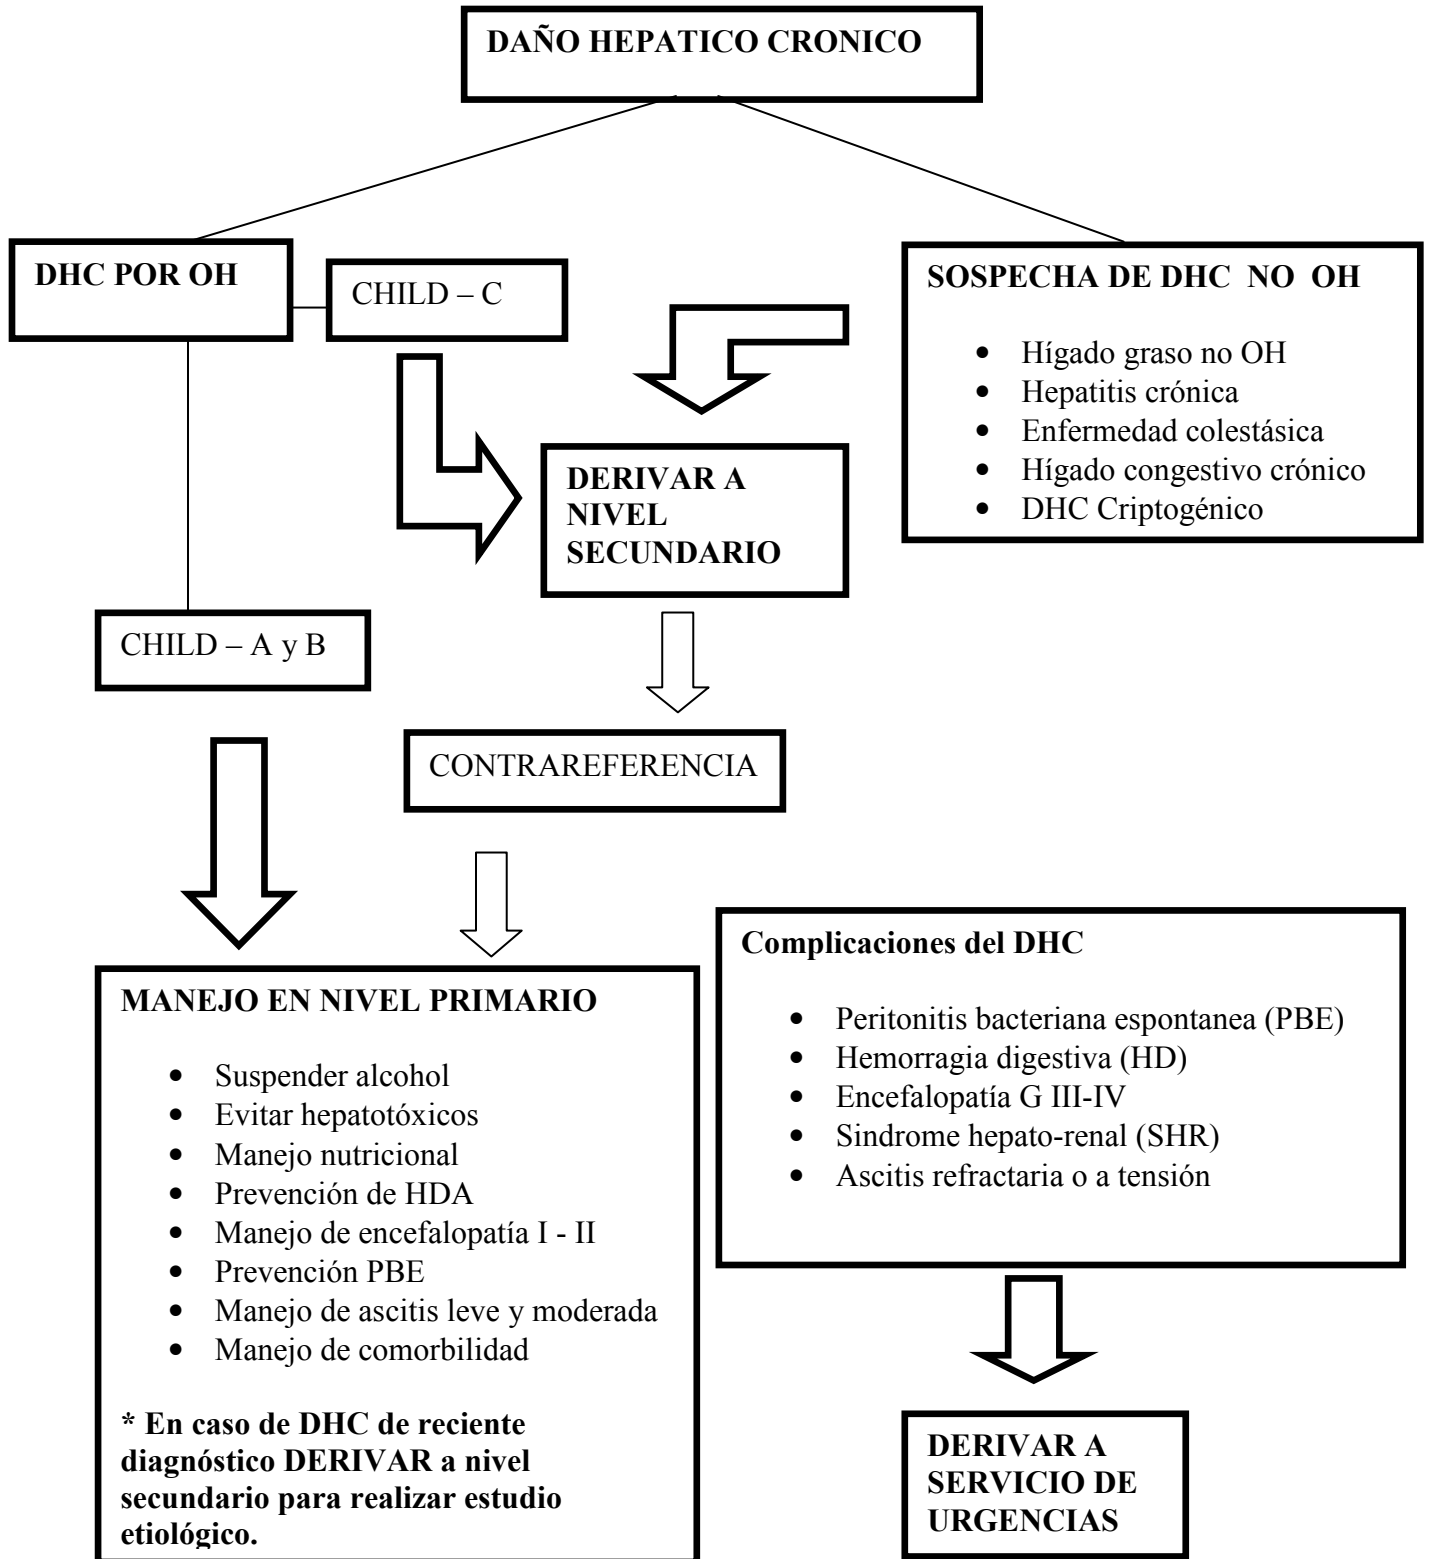 DAÑO HEPATICO CRONICO
DHC POR OH
CHILD – C
SOSPECHA DE DHC NO OH
• Hígado graso no OH
• Hepatitis crónica
• Enfermedad colestásica
• Hígado congestivo crónico
• DHC Criptogénico
DERIVAR A
NIVEL
SECUNDARIO
CHILD – A y B
CONTRAREFERENCIA
MANEJO EN NIVEL PRIMARIO
• Suspender alcohol
• Evitar hepatotóxicos
• Manejo nutricional
• Prevención de HDA
• Manejo de encefalopatía I - II
• Prevención PBE
• Manejo de ascitis leve y moderada
• Manejo de comorbilidad
* En caso de DHC de reciente
diagnóstico DERIVAR a nivel
secundario para realizar estudio
etiológico.
Complicaciones del DHC
• Peritonitis bacteriana espontanea (PBE)
• Hemorragia digestiva (HD)
• Encefalopatía G III-IV
• Sindrome hepato-renal (SHR)
• Ascitis refractaria o a tensión
DERIVAR A
SERVICIO DE
URGENCIAS